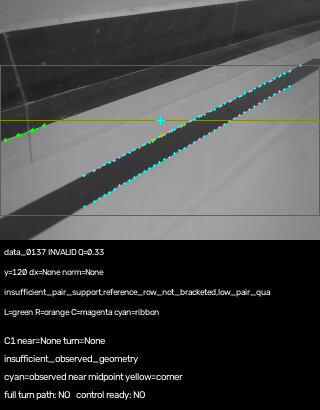 data_0137 INVALID Q=0.33
y=120 dx=None norm=None
insufficient_pair_support,reference_row_not_bracketed,low_pair_qua
L=green R=orange C=magenta cyan=ribbon
C1 near=None turn=None
insufficient_observed_geometry
cyan=observed near midpoint yellow=corner
full turn path: NO control ready: NO